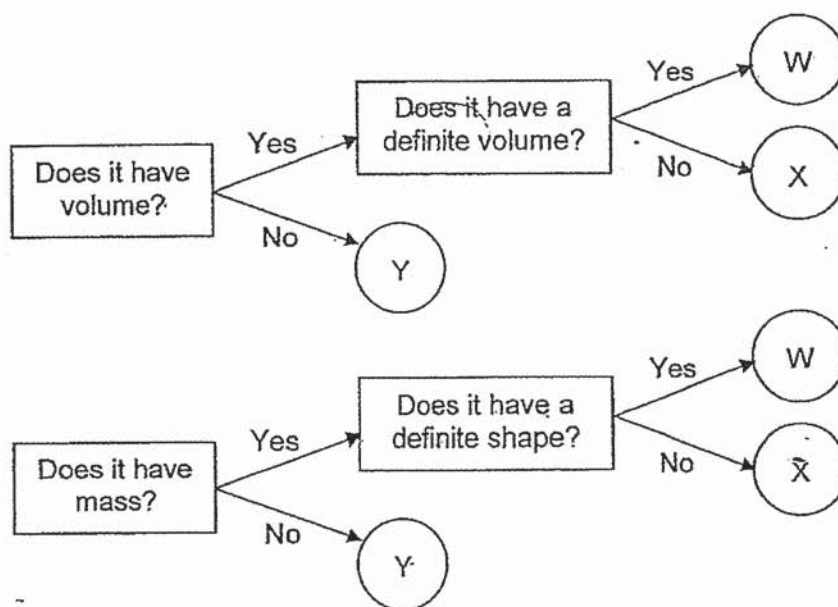 Does it have
volume?
Yes
No
Does it have a
definite volume?
Y
Yes
No
W
X
Does it have
mass?
Yes
No
Does it have a
definite shape?
Y
Yes
No
W
X